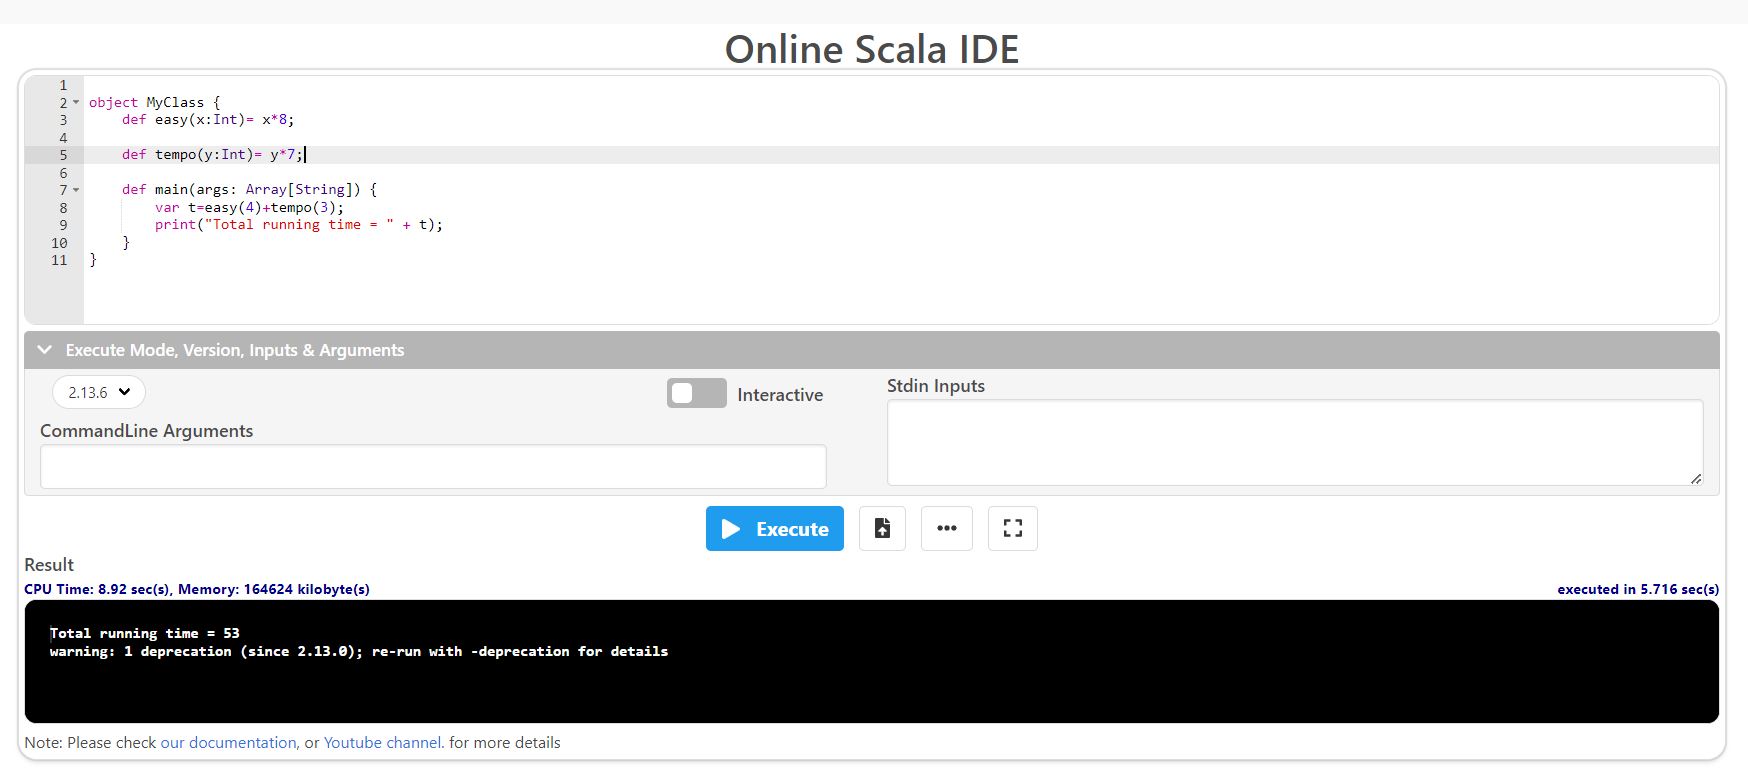 Online Scala IDE
1
2 object MyClass {
3 def easy(x:Int)= x*8;
4
5 def tempo(y:Int)= y*7;
6
7 def main(args: Array[String]) {
8 var t=easy(4)+tempo(3);
9 print("Total running time = " + t);
10 }
11 }
Execute Mode, Version, Inputs & Arguments
2.13.6
Interactive
Stdin Inputs
CommandLine Arguments
Execute
Result
CPU Time: 8.92 sec(s), Memory: 164624 kilobyte(s) executed in 5.716 sec(s)
Total running time = 53
warning: 1 deprecation (since 2.13.0); re-run with -deprecation for details
Note: Please check our documentation, or Youtube channel. for more details